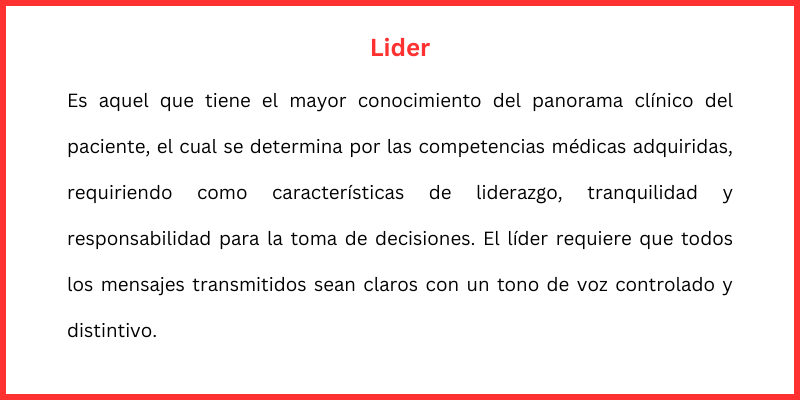 Lider
Es aquel que tiene el mayor conocimiento del panorama clínico del
paciente, el cual se determina por las competencias médicas adquiridas,
requiriendo como características de liderazgo, tranquilidad y
responsabilidad para la toma de decisiones. El líder requiere que todos
los mensajes transmitidos sean claros con un tono de voz controlado y
distintivo.